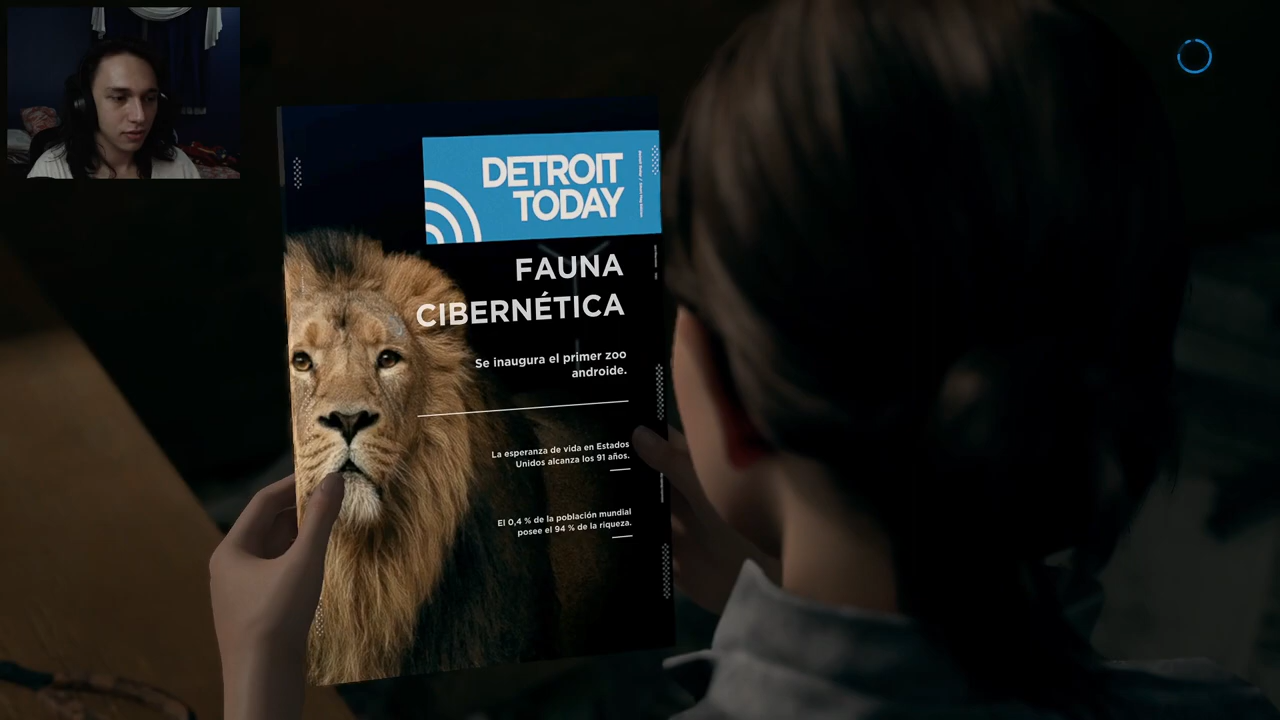 DETROIT
TODAY
FAUNA
CIBERNÉTICA
Se inaugura el primer zoo
androide.
La esperanza de vida en Estados
Unidos alcanza los 91 años.
El 0,4 % de la población mundial
posee el 94 % de la riqueza.